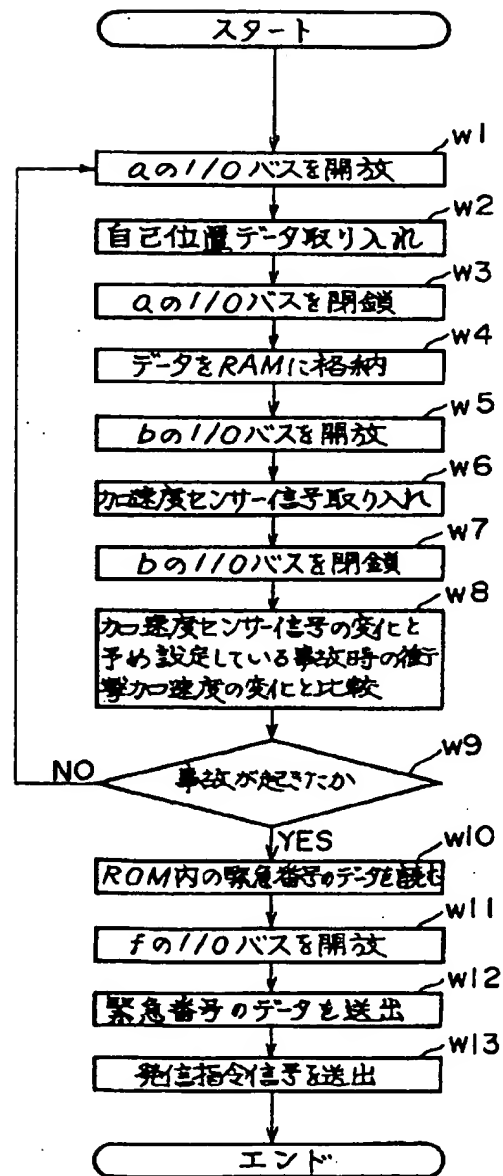 スタート
w1
aのI/Oバスを開放
w2
自己位置データ取り入れ
w3
aのI/Oバスを閉鎖
w4
データをRAMに格納
w5
bのI/Oバスを開放
w6
加速度センサー信号取り入れ
w7
bのI/Oバスを閉鎖
w8
加速度センサー信号の変化と
予め設定している事故時の衝
撃加速度の変化と比較
w9
NO
事故が起きたか
YES
w10
ROM内の緊急番号のデータを読む
w11
fのI/Oバスを開放
w12
緊急番号のデータを送出
w13
発信指令信号を送出
エンド